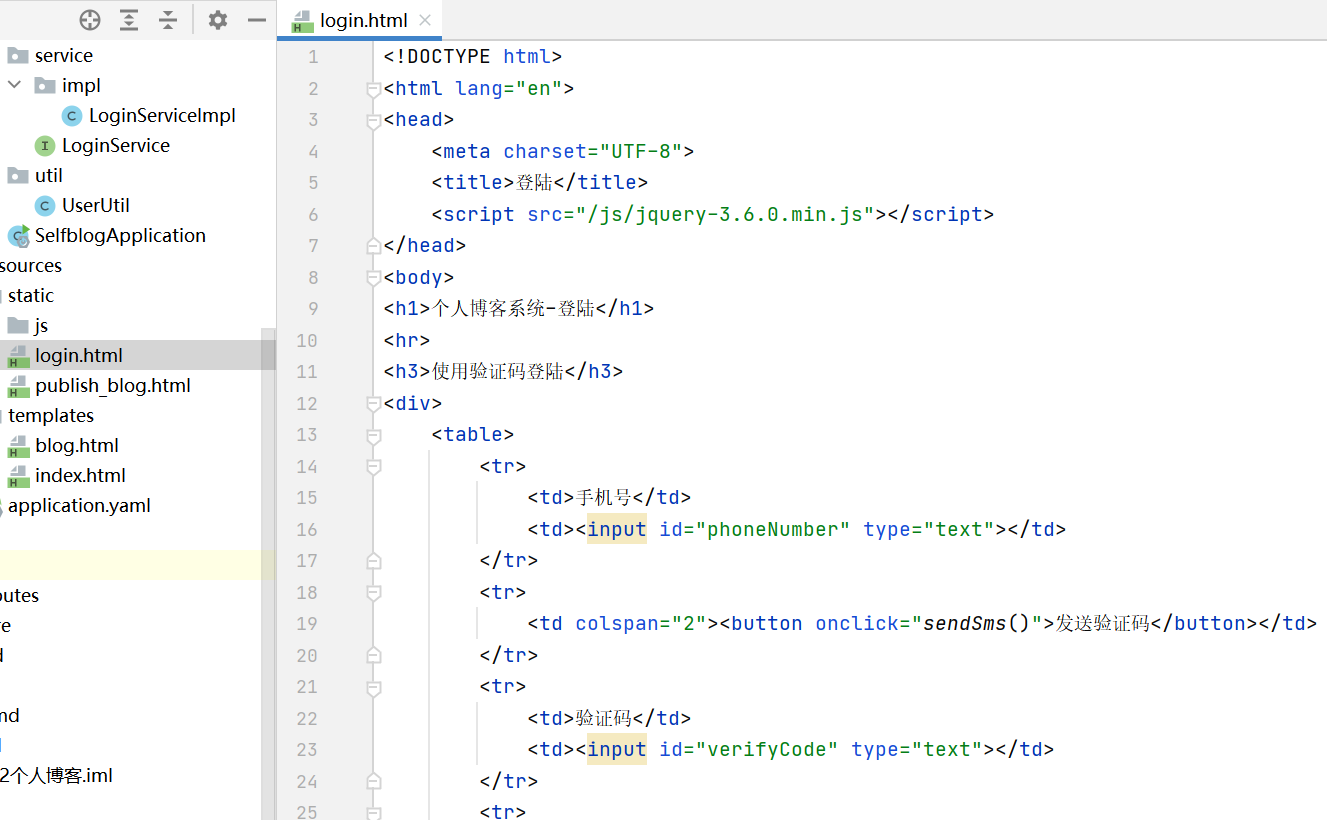 login.html
service
impl
LoginServiceImpl
LoginService
util
UserUtil
SelfblogApplication
sources
static
js
login.html
publish_blog.html
templates
blog.html
index.html
application.yaml
outes
re
d
md
2个人博客.iml
1 <!DOCTYPE html>
2 <html lang="en">
3 <head>
4 <meta charset="UTF-8">
5 <title>登陆</title>
6 <script src="/js/jquery-3.6.0.min.js"></script>
7 </head>
8 <body>
9 <h1>个人博客系统-登陆</h1>
10 <hr>
11 <h3>使用验证码登陆</h3>
12 <div>
13 <table>
14 <tr>
15 <td>手机号</td>
16 <td><input id="phoneNumber" type="text"></td>
17 </tr>
18 <tr>
19 <td colspan="2"><button onclick="sendSms()">发送验证码</button></td>
20 </tr>
21 <tr>
22 <td>验证码</td>
23 <td><input id="verifyCode" type="text"></td>
24 </tr>
25 <tr>